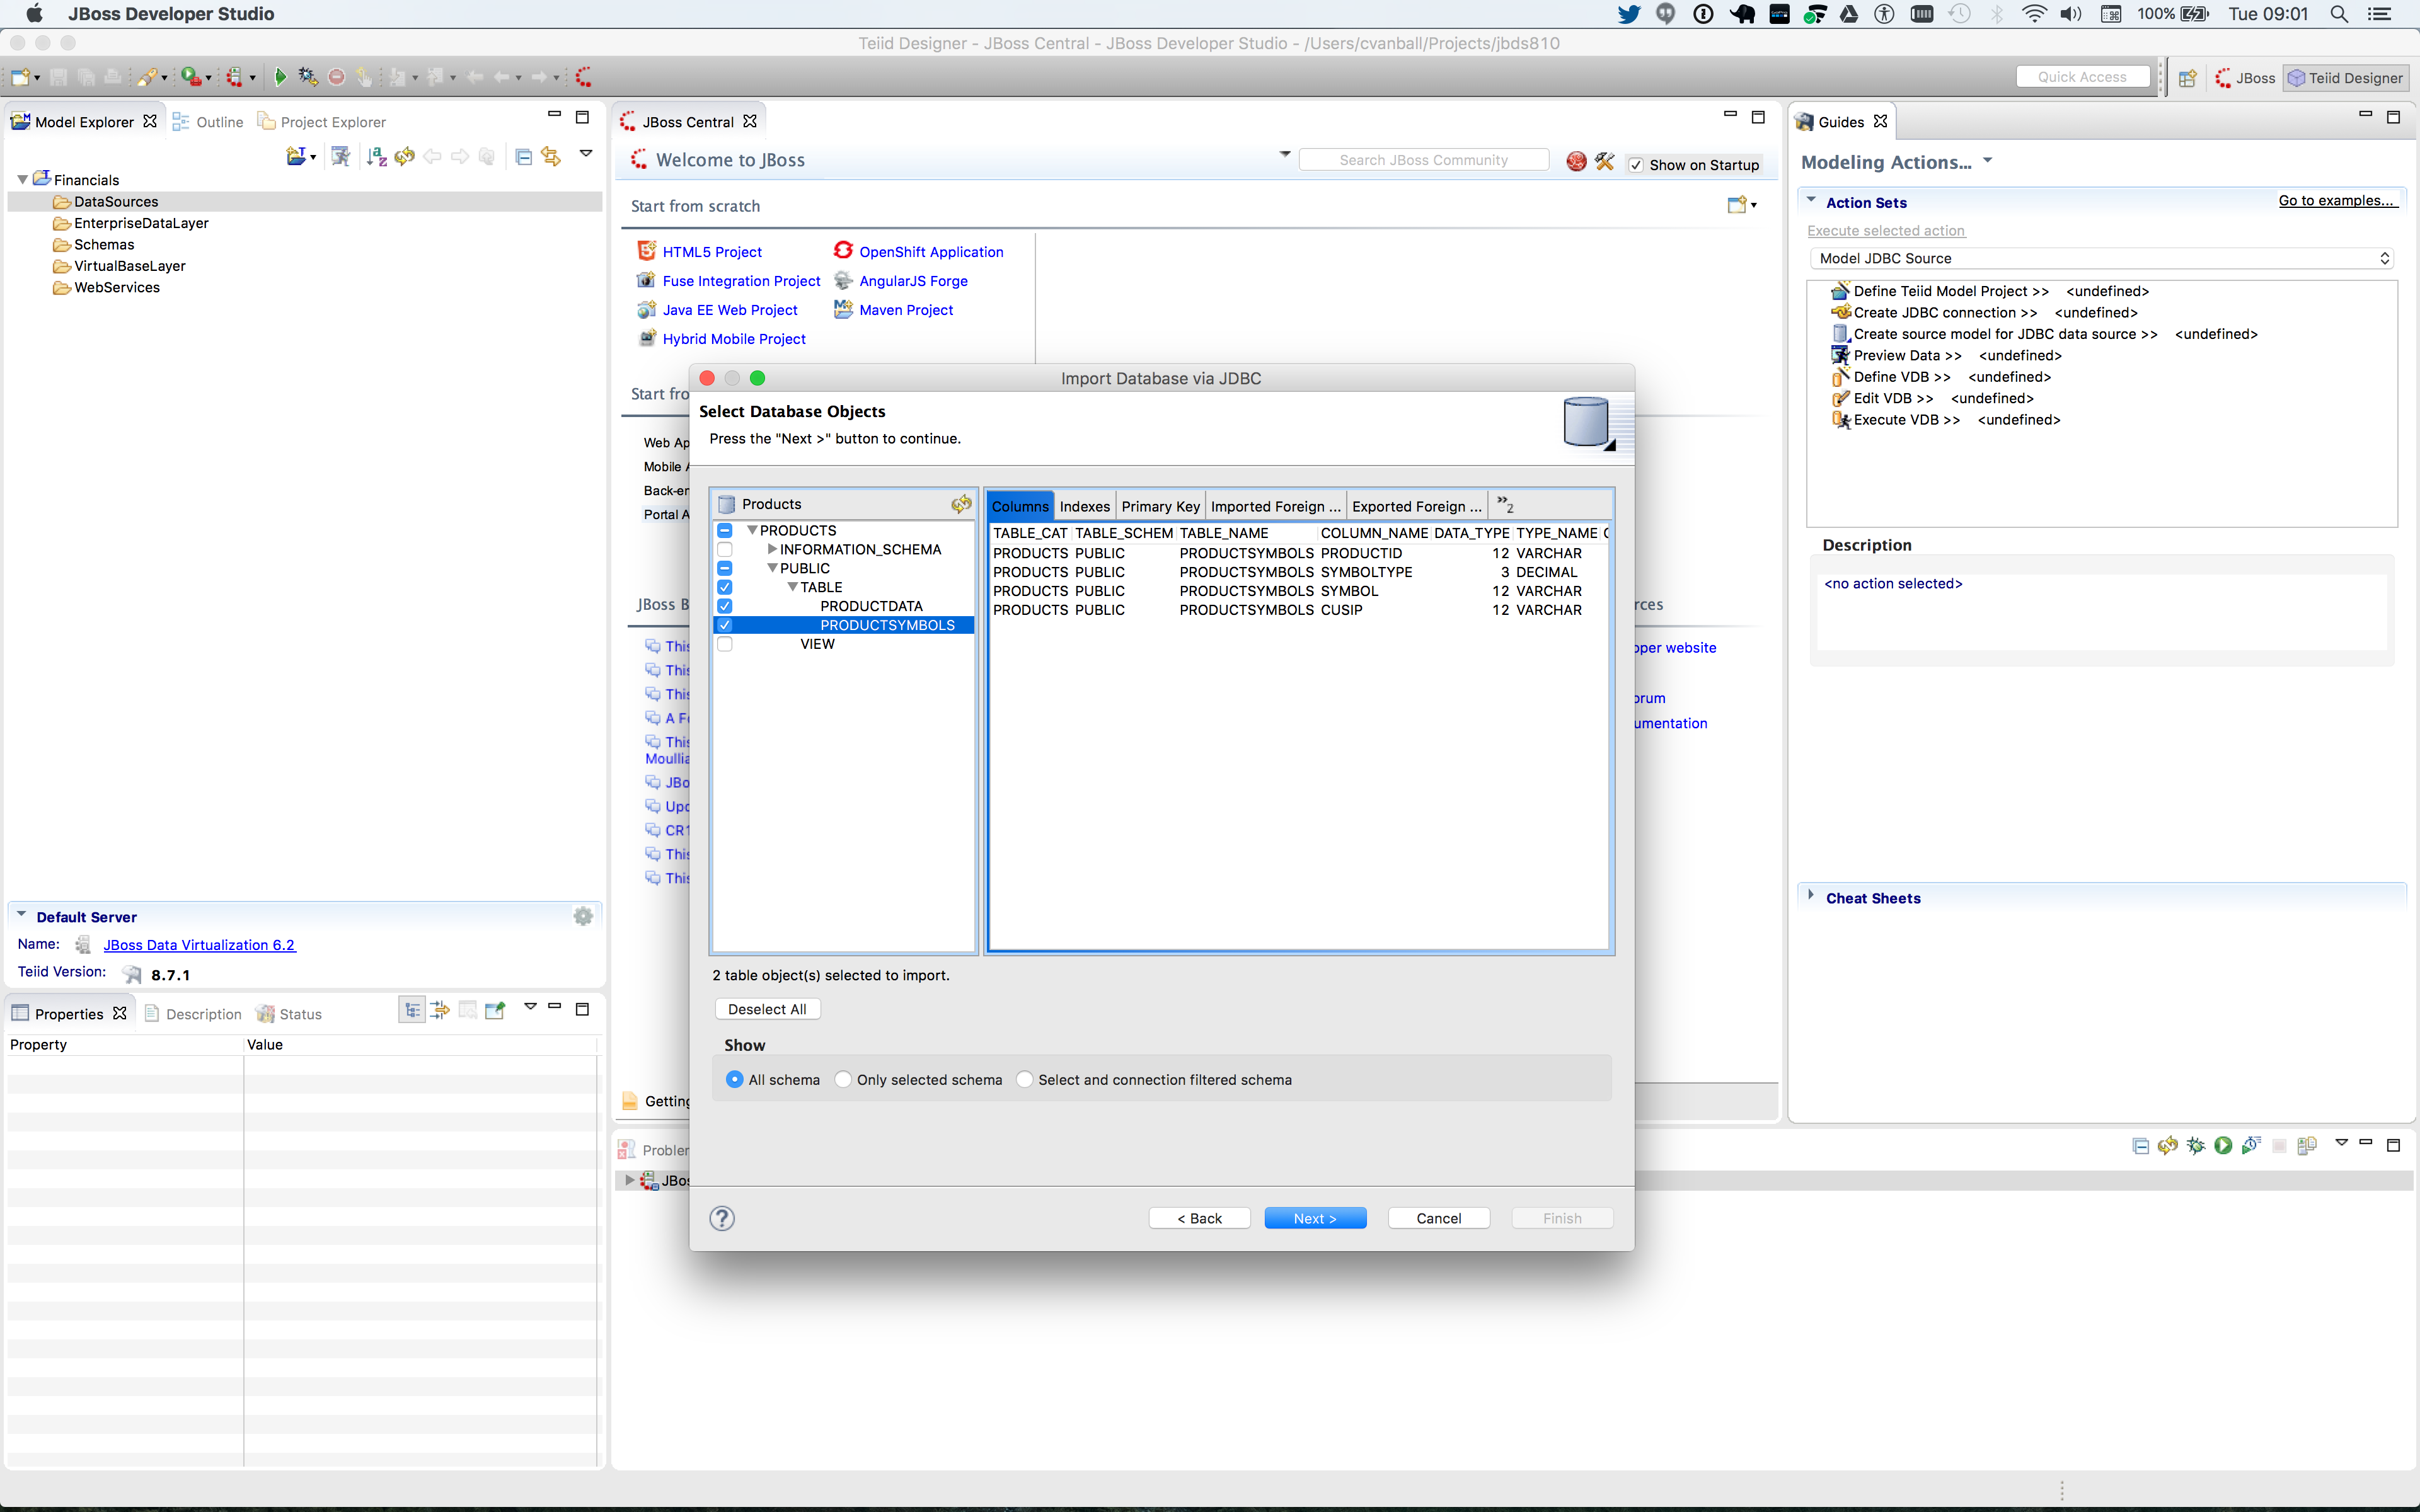 JBoss Developer Studio
100%
Tue 09:01
Teiid Designer - JBoss Central - JBoss Developer Studio - /Users/cvanball/Projects/jbds810
Quick Access
JBoss
Teiid Designer
Model Explorer
Outline
Project Explorer
Financials
DataSources
EnterpriseDataLayer
Schemas
VirtualBaseLayer
WebServices
Default Server
Name: JBoss Data Virtualization 6.2
Teiid Version: 8.7.1
Properties
Description
Status
Property Value
JBoss Central
Welcome to JBoss
Search JBoss Community
Show on Startup
Start from scratch
HTML5 Project
OpenShift Application
Fuse Integration Project
AngularJS Forge
Java EE Web Project
Maven Project
Hybrid Mobile Project
Start fro
Web Ap
Mobile A
Back-en
Portal A
JBoss B
This
This
This
A Fo
This
Moullia
JBo
Upd
CR1
This
This
rces
oper website
orum
umentation
Getting
Problem
JBos
Import Database via JDBC
Select Database Objects
Press the "Next >" button to continue.
Products
PRODUCTS
INFORMATION_SCHEMA
PUBLIC
TABLE
PRODUCTDATA
PRODUCTSYMBOLS
VIEW
Columns Indexes Primary Key Imported Foreign ... Exported Foreign ... »2
TABLE_CAT TABLE_SCHEM TABLE_NAME COLUMN_NAME DATA_TYPE TYPE_NAME C
PRODUCTS PUBLIC PRODUCTSYMBOLS PRODUCTID 12 VARCHAR
PRODUCTS PUBLIC PRODUCTSYMBOLS SYMBOLTYPE 3 DECIMAL
PRODUCTS PUBLIC PRODUCTSYMBOLS SYMBOL 12 VARCHAR
PRODUCTS PUBLIC PRODUCTSYMBOLS CUSIP 12 VARCHAR
2 table object(s) selected to import.
Deselect All
Show
All schema
Only selected schema
Select and connection filtered schema
?
< Back
Next >
Cancel
Finish
Guides
Modeling Actions...
Action Sets
Go to examples...
Execute selected action
Model JDBC Source
Define Teiid Model Project >> <undefined>
Create JDBC connection >> <undefined>
Create source model for JDBC data source >> <undefined>
Preview Data >> <undefined>
Define VDB >> <undefined>
Edit VDB >> <undefined>
Execute VDB >> <undefined>
Description
<no action selected>
Cheat Sheets